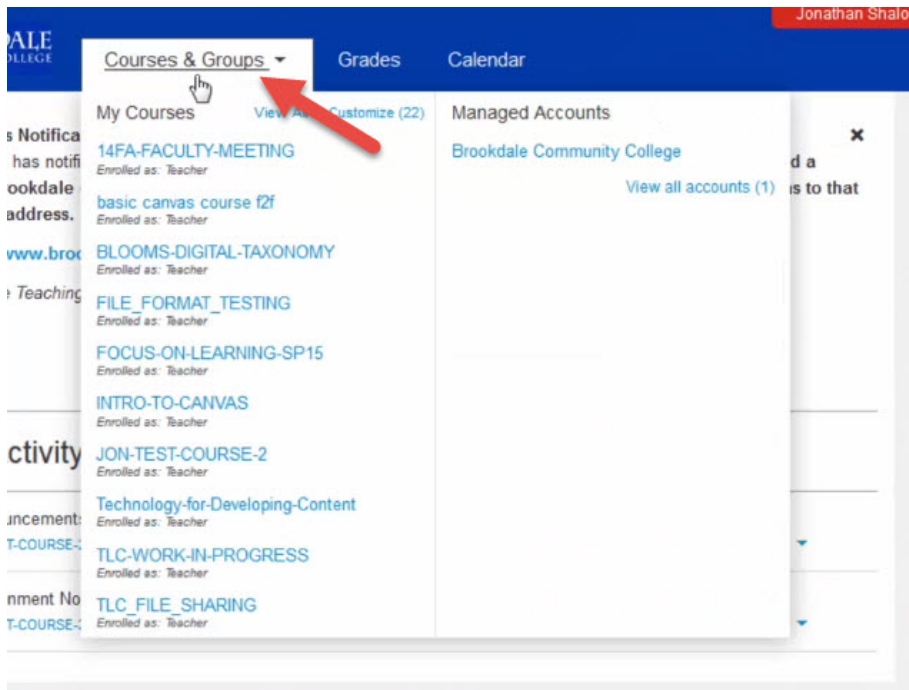 Jonathan Shalo
DALE
OLLEGE
Courses & Groups
Grades
Calendar
My Courses
View Customize (22)
14FA-FACULTY-MEETING
Enrolled as: Teacher
basic canvas course f2f
Enrolled as: Teacher
BLOOMS-DIGITAL-TAXONOMY
Enrolled as: Teacher
FILE_FORMAT_TESTING
Enrolled as: Teacher
FOCUS-ON-LEARNING-SP15
Enrolled as: Teacher
INTRO-TO-CANVAS
Enrolled as: Teacher
JON-TEST-COURSE-2
Enrolled as: Teacher
Technology-for-Developing-Content
Enrolled as: Teacher
TLC-WORK-IN-PROGRESS
Enrolled as: Teacher
TLC_FILE_SHARING
Enrolled as: Teacher
Managed Accounts
Brookdale Community College
View all accounts (1)
s Notifica
has notifi
ookdale
address.
www.broo
e Teaching
d a
ns to that
ctivity
uncements
T-COURSE-2
nment No
T-COURSE-2